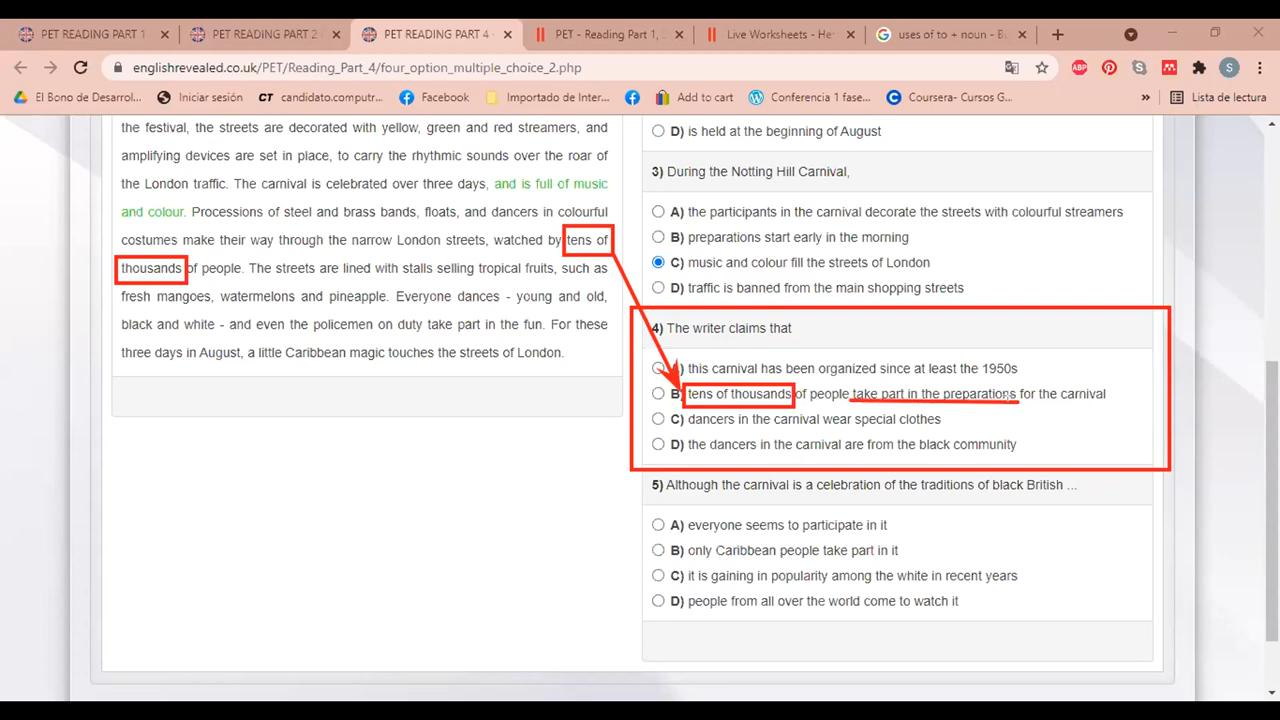 PET READING PART 1
PET READING PART 2
PET READING PART 4
PET - Reading Part 1, 
Live Worksheets - He
uses of to + noun - B
englishrevealed.co.uk/PET/Reading_Part_4/four_option_multiple_choice_2.php
ABP
S
El Bono de Desarrol...
Iniciar sesión
CT candidato.computr...
Facebook
Importado de Inter...
Add to cart
Conferencia 1 fase...
Coursera- Cursos G...
»
Lista de lectura
the festival, the streets are decorated with yellow, green and red streamers, and
amplifying devices are set in place, to carry the rhythmic sounds over the roar of
the London traffic. The carnival is celebrated over three days, and is full of music
and colour. Processions of steel and brass bands, floats, and dancers in colourful
costumes make their way through the narrow London streets, watched by tens of
thousands of people. The streets are lined with stalls selling tropical fruits, such as
fresh mangoes, watermelons and pineapple. Everyone dances - young and old,
black and white - and even the policemen on duty take part in the fun. For these
three days in August, a little Caribbean magic touches the streets of London.
D) is held at the beginning of August
3) During the Notting Hill Carnival,
A) the participants in the carnival decorate the streets with colourful streamers
B) preparations start early in the morning
C) music and colour fill the streets of London
D) traffic is banned from the main shopping streets
4) The writer claims that
A) this carnival has been organized since at least the 1950s
B) tens of thousands of people take part in the preparations for the carnival
C) dancers in the carnival wear special clothes
D) the dancers in the carnival are from the black community
5) Although the carnival is a celebration of the traditions of black British ...
A) everyone seems to participate in it
B) only Caribbean people take part in it
C) it is gaining in popularity among the white in recent years
D) people from all over the world come to watch it